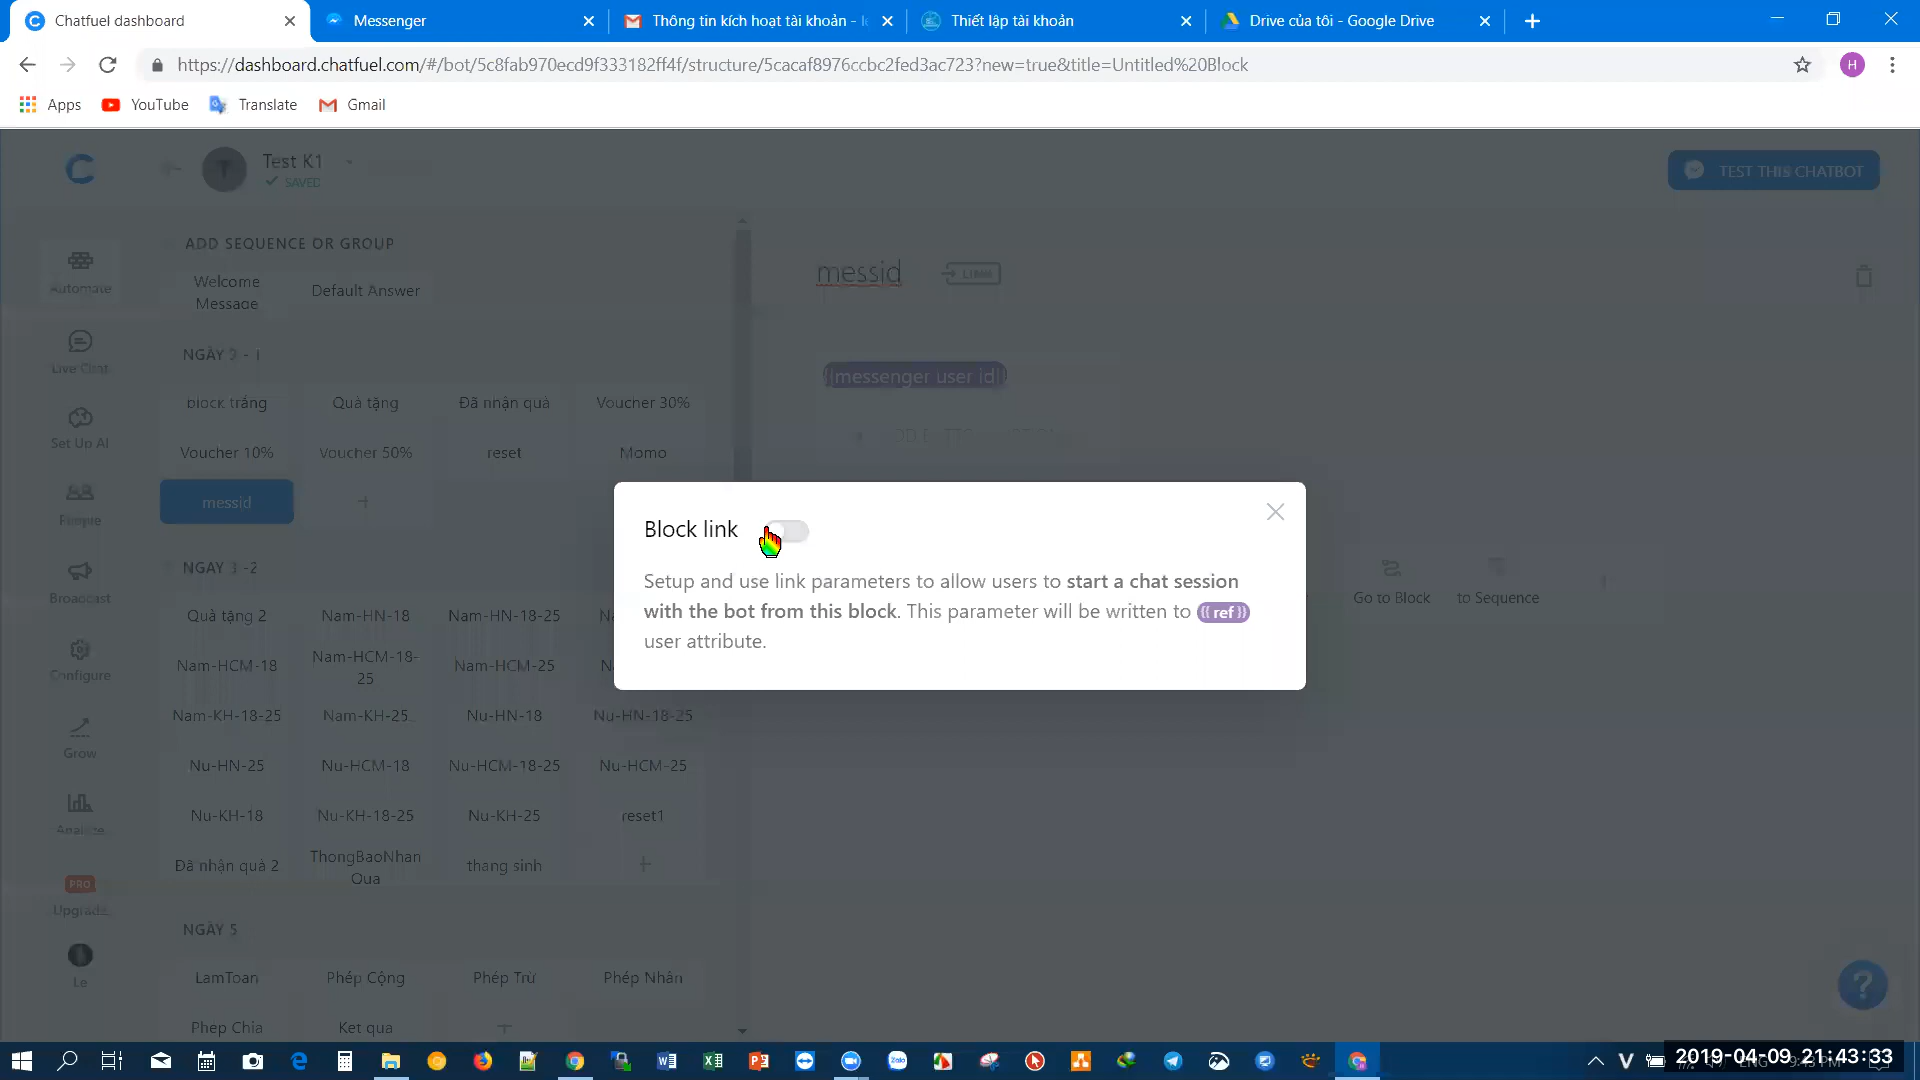 Chatfuel dashboard
Messenger
Thông tin kích hoạt tài khoản -
Thiết lập tài khoản
Drive của tôi - Google Drive
https://dashboard.chatfuel.com/#/bot/5c8fab970ecd9f333182ff4f/structure/5cacaf8976ccbc2fed3ac723?new=true&title=Untitled%20Block
H
Apps
YouTube
Translate
Gmail
Test K1
SAVED
TEST THIS CHATBOT
ADD SEQUENCE OR GROUP
Welcome Message
Default Answer
messid
LINK
Automate
Live Chat
Set Up AI
People
Broadcast
Configure
Grow
Analyze
PRO
Upgrade
Le
NGÀY 2 - 1
block trắng
Quà tặng
Đã nhận quà
Voucher 30%
Voucher 10%
Voucher 50%
reset
Momo
messid
{{messenger user id}}
NGÀY 3 -2
Quà tặng 2
Nam-HN-18
Nam-HN-18-25
Nam-HCM-18
Nam-HCM-18-25
Nam-HCM-25
Nam-KH-18-25
Nam-KH-25
Nu-HN-18
Nu-HN-18-25
Nu-HN-25
Nu-HCM-18
Nu-HCM-18-25
Nu-HCM-25
Nu-KH-18
Nu-KH-18-25
Nu-KH-25
reset1
Đã nhận quà 2
ThongBaoNhan Qua
thang sinh
NGÀY 5
LamToan
Phép Cộng
Phép Trừ
Phép Nhân
Phep Chia
Ket qua
Block link
Setup and use link parameters to allow users to start a chat session
with the bot from this block. This parameter will be written to {{ ref }}
user attribute.
Go to Block
to Sequence
?
2019-04-09 21:43:33